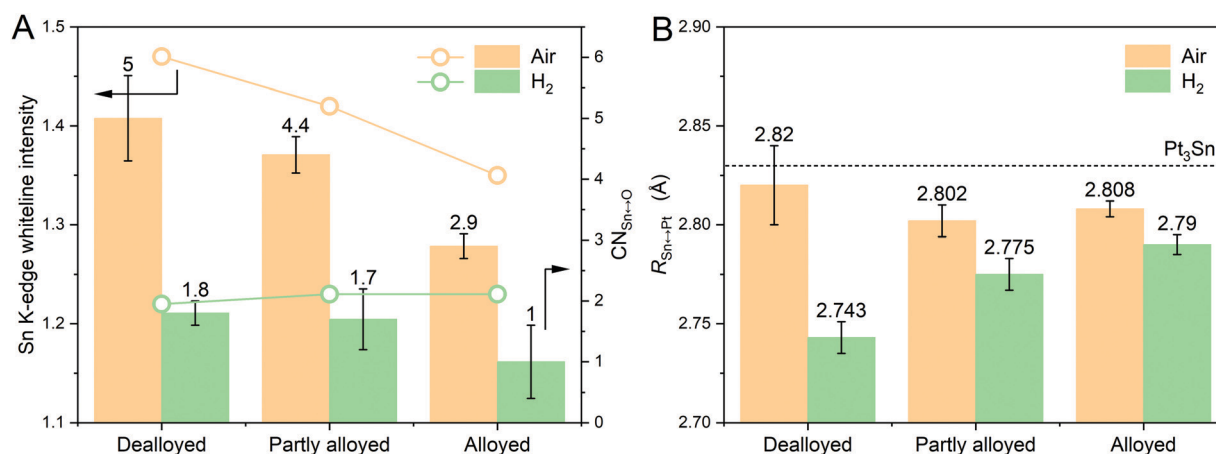 A
Sn K-edge whiteline intensity
1.5
1.4
1.3
1.2
1.1
5
4.4
2.9
1.8
1.7
1
Air
H₂
6
5
4
3
2
1
0
CN Sn↔O
Dealloyed
Partly alloyed
Alloyed
B
R Sn↔Pt (Å)
2.90
2.85
2.80
2.75
2.70
Air
H₂
Pt₃Sn
2.82
2.743
2.802
2.775
2.808
2.79
Dealloyed
Partly alloyed
Alloyed